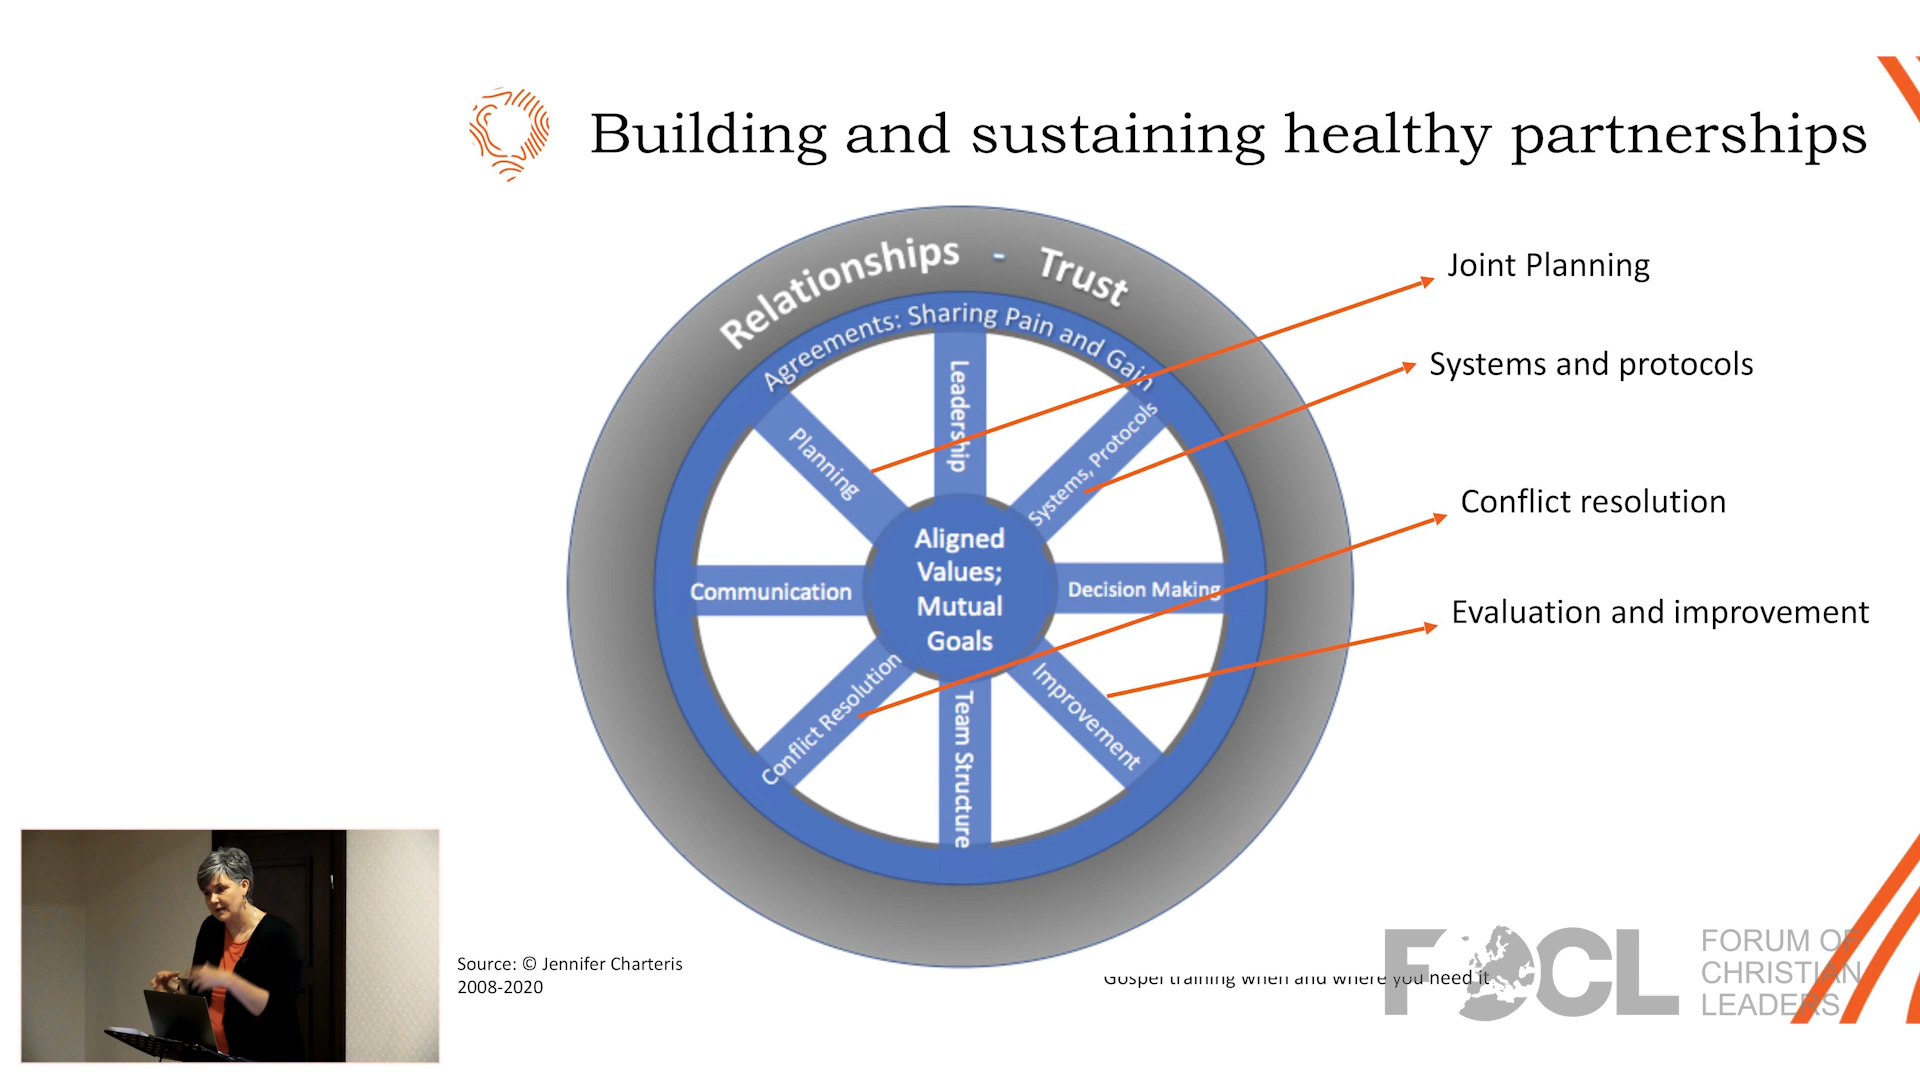 Building and sustaining healthy partnerships
Relationships - Trust
Agreements: Sharing Pain and Gain
Leadership
Systems, Protocols
Planning
Communication
Aligned
Values;
Mutual
Goals
Decision Making
Conflict Resolution
Team Structure
Improvement
Joint Planning
Systems and protocols
Conflict resolution
Evaluation and improvement
Source: © Jennifer Charteris
2008-2020
Gospel training when and where you need it
FOCL
FORUM OF
CHRISTIAN
LEADERS